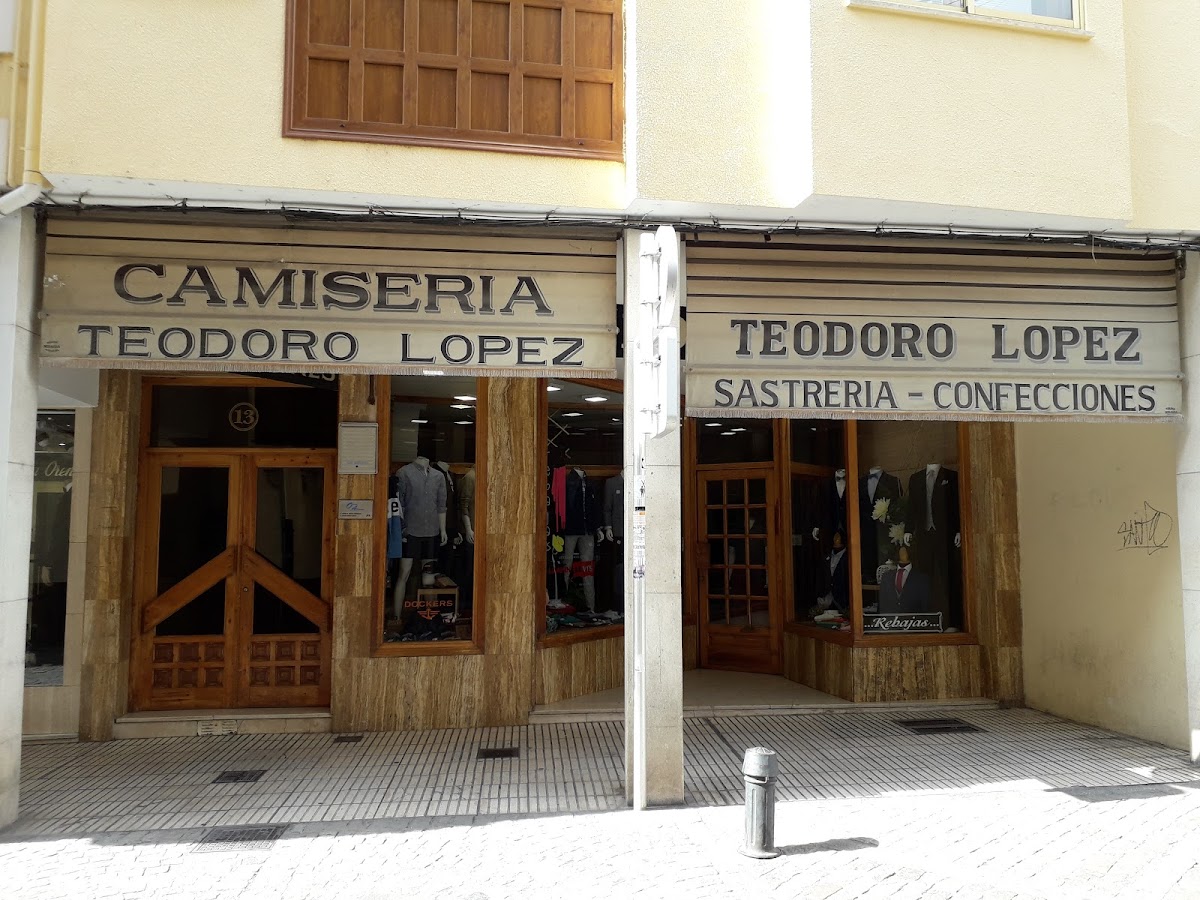 CAMISERIA
TEODORO LOPEZ
TEODORO LOPEZ
SASTRERIA - CONFECCIONES
13
DOCKERS
...Rebajas...